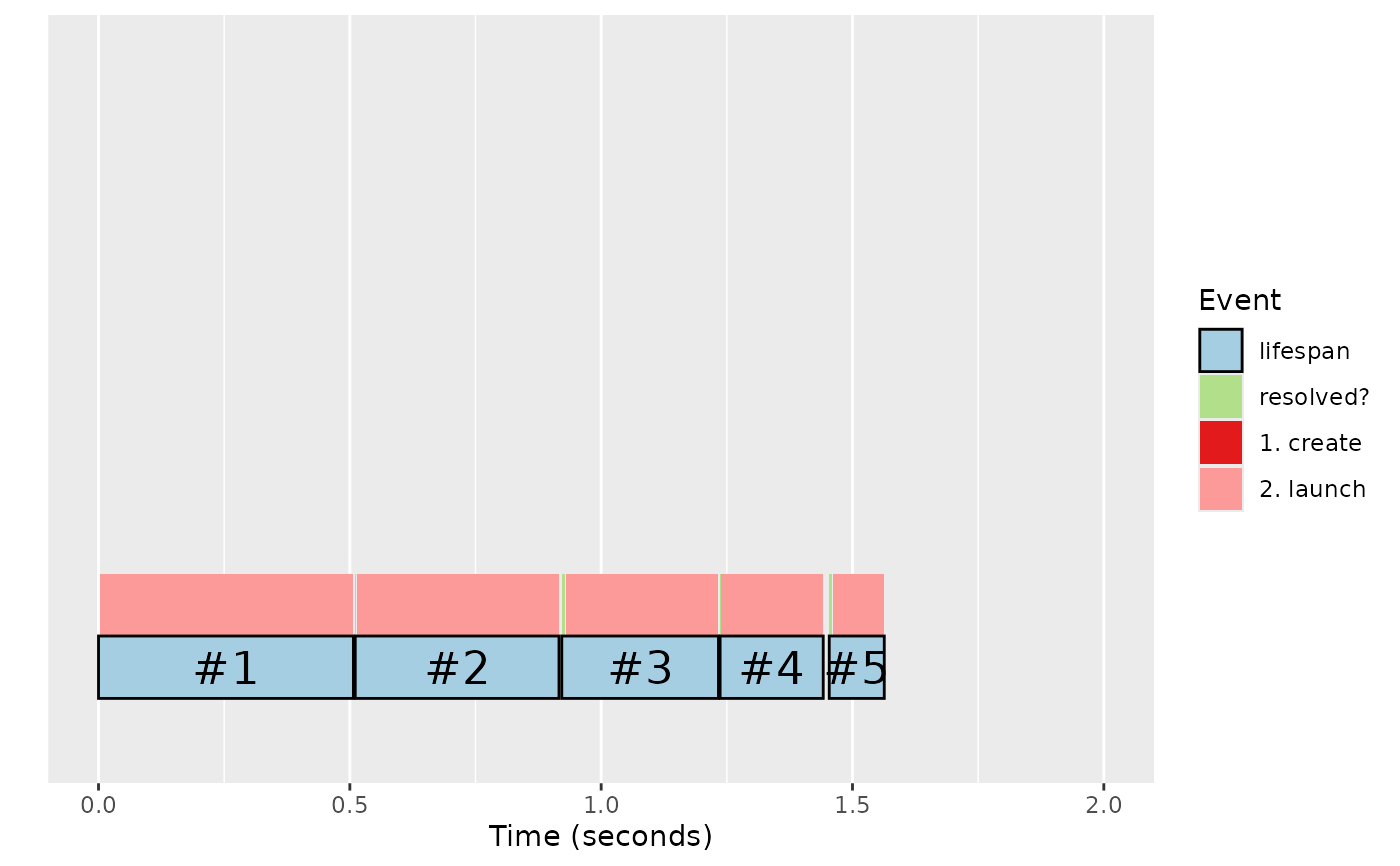 Event
lifespan
resolved?
1. create
2. launch
#1 #2 #3 #4 #5
0.0 0.5 1.0 1.5 2.0
Time (seconds)